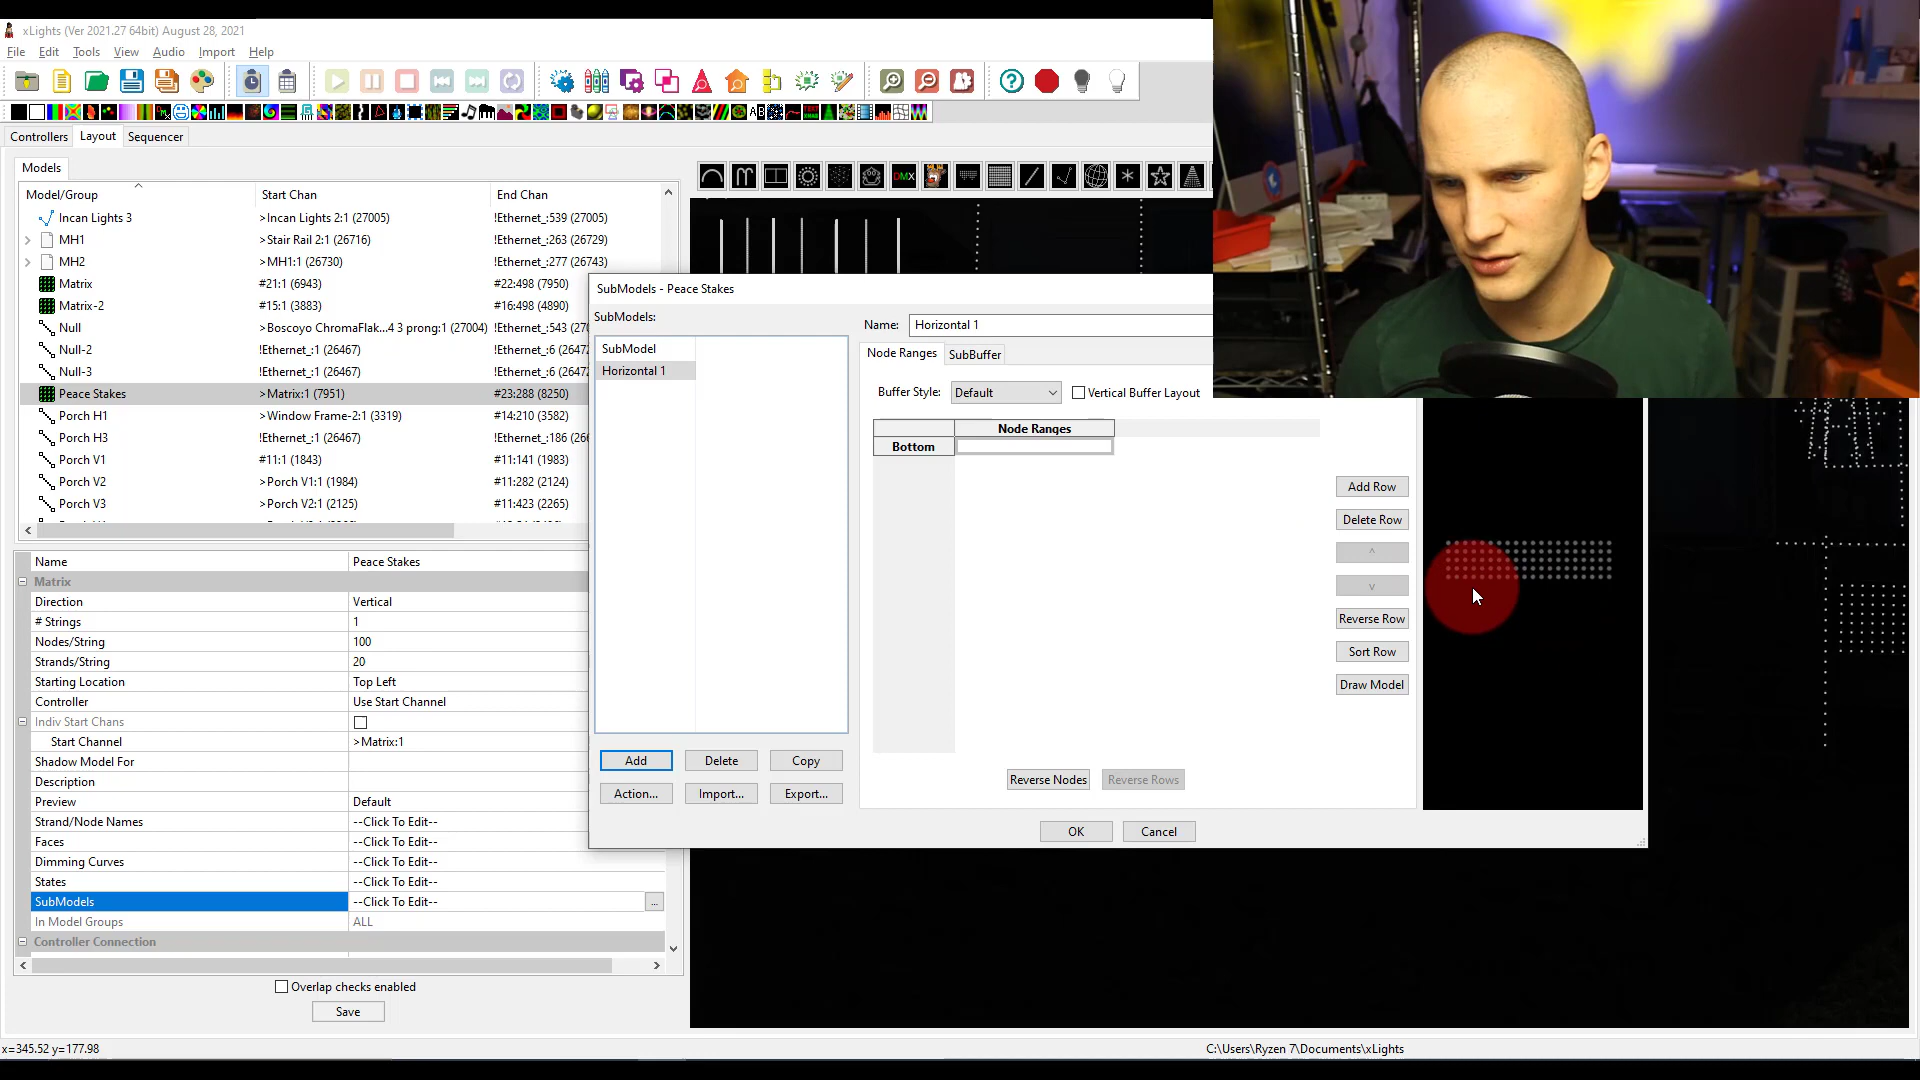 xLights (Ver 2021.27 64bit) August 28, 2021
File Edit Tools View Audio Import Help
DMX
Controllers Layout Sequencer
Models
Model/Group Start Chan End Chan
Incan Lights 3 >Incan Lights 2:1 (27005) !Ethernet_:539 (27005)
MH1 >Stair Rail 2:1 (26716) !Ethernet_:263 (26729)
MH2 >MH1:1 (26730) !Ethernet_:277 (26743)
Matrix #21:1 (6943) #22:498 (7950)
Matrix-2 #15:1 (3883) #16:498 (4890)
Null >Boscoyo ChromaFlak...4 3 prong:1 (27004) !Ethernet_:543 (270
Null-2 !Ethernet_:1 (26467) !Ethernet_:6 (2647
Null-3 !Ethernet_:1 (26467) !Ethernet_:6 (2647
Peace Stakes >Matrix:1 (7951) #23:288 (8250)
Porch H1 >Window Frame-2:1 (3319) #14:210 (3582)
Porch H3 !Ethernet_:1 (26467) !Ethernet_:186 (266
Porch V1 #11:1 (1843) #11:141 (1983)
Porch V2 >Porch V1:1 (1984) #11:282 (2124)
Porch V3 >Porch V2:1 (2125) #11:423 (2265)
Name Peace Stakes
Matrix
Direction Vertical
# Strings 1
Nodes/String 100
Strands/String 20
Starting Location Top Left
Controller Use Start Channel
Indiv Start Chans
Start Channel >Matrix:1
Shadow Model For
Description
Preview Default
Strand/Node Names --Click To Edit--
Faces --Click To Edit--
Dimming Curves --Click To Edit--
States --Click To Edit--
SubModels --Click To Edit-- ...
In Model Groups ALL
Controller Connection
Overlap checks enabled
Save
SubModels - Peace Stakes
SubModels:
SubModel
Horizontal 1
Add Delete Copy
Action... Import... Export...
Name: Horizontal 1
Node Ranges SubBuffer
Buffer Style: Default Vertical Buffer Layout
Node Ranges
Bottom
Add Row
Delete Row
^
v
Reverse Row
Sort Row
Draw Model
Reverse Nodes Reverse Rows
OK Cancel
x=345.52 y=177.98 C:\Users\Ryzen 7\Documents\xLights